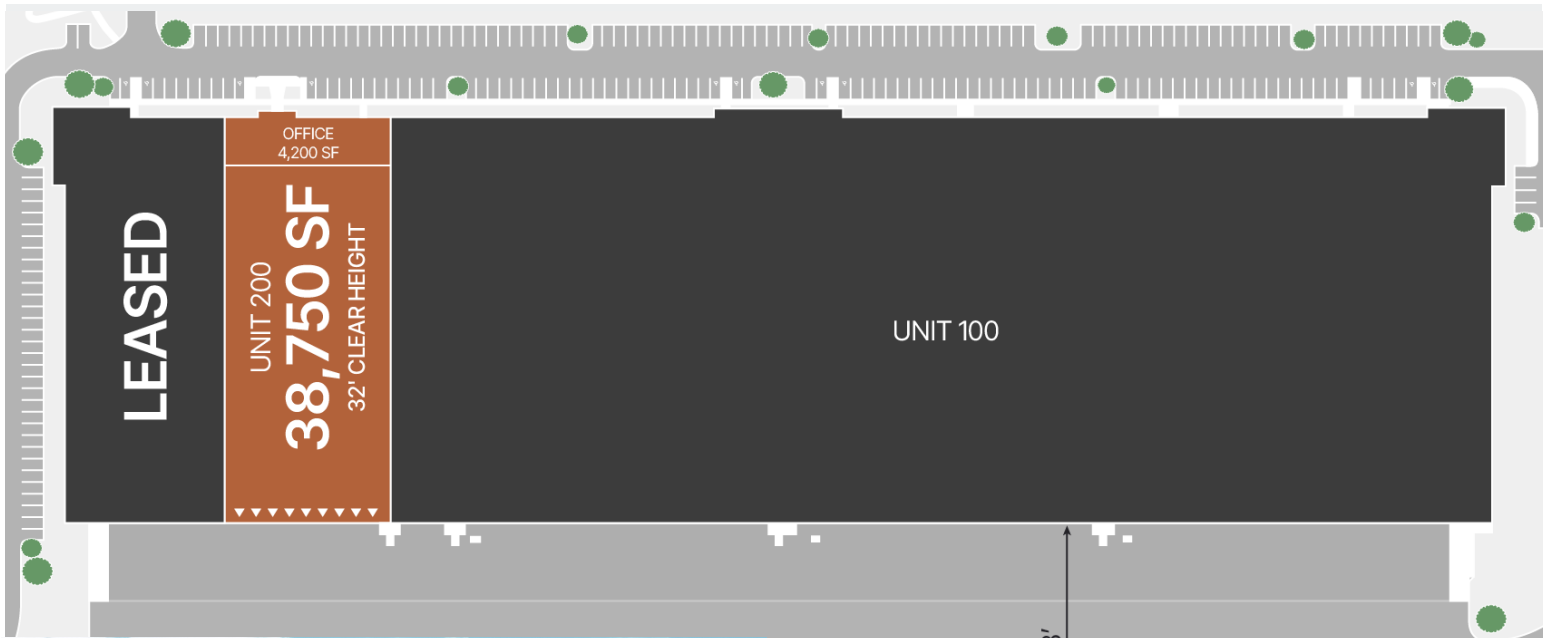 OFFICE
4,200 SF
LEASED
UNIT 200
38,750 SF
32' CLEAR HEIGHT
UNIT 100